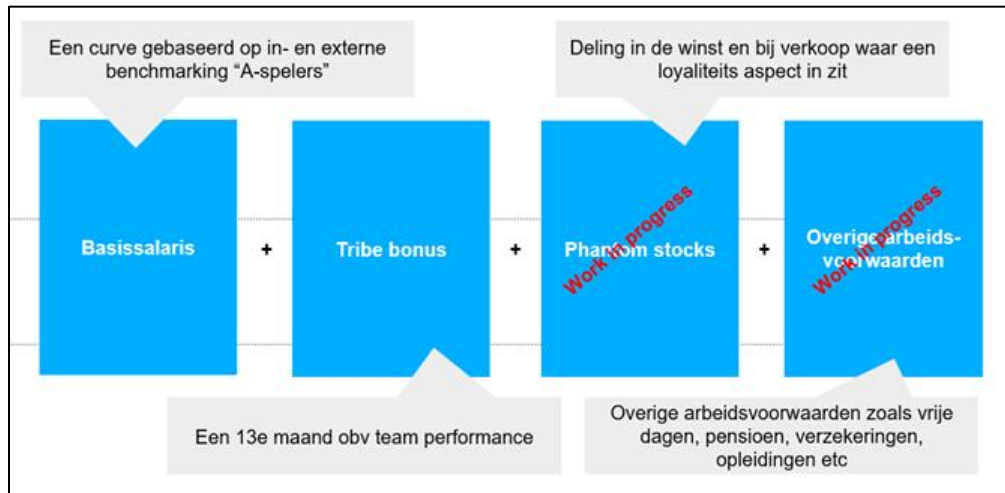 Een curve gebaseerd op in- en externe
benchmarking “A-spelers”
Deling in de winst en bij verkoop waar een
loyaliteits aspect in zit
Basissalaris
+
Tribe bonus
+
Phantom stocks
Work in progress
+
Overige arbeids-
voorwaarden
Work in progress
Een 13e maand obv team performance
Overige arbeidsvoorwaarden zoals vrije
dagen, pensioen, verzekeringen,
opleidingen etc